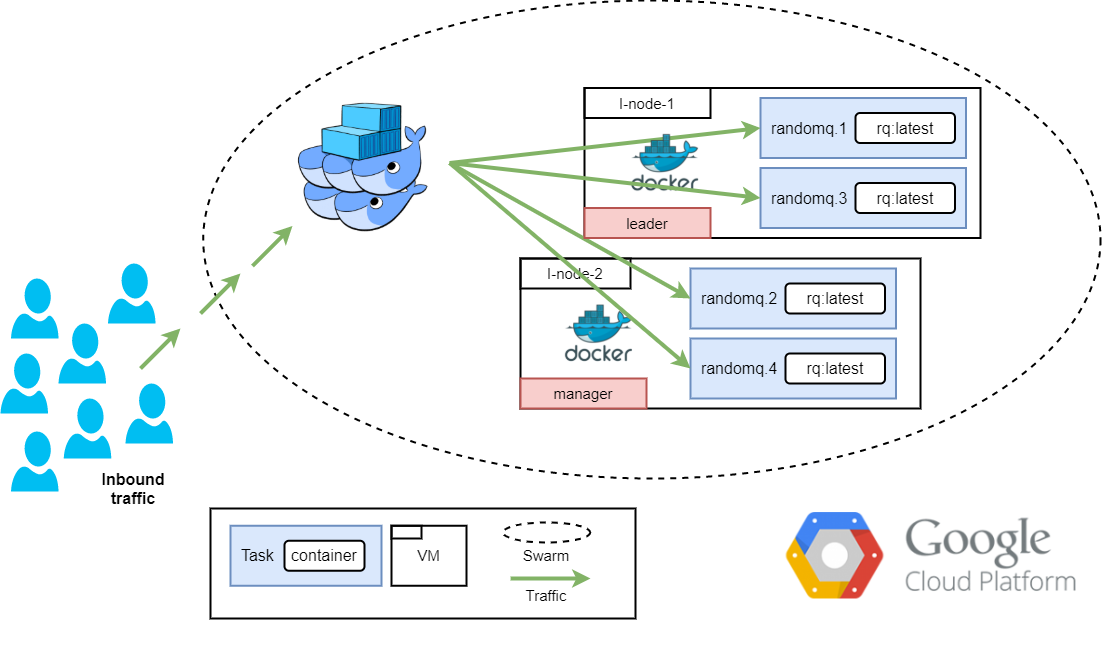 l-node-1
randomq.1
rq:latest
docker
randomq.3
rq:latest
leader
l-node-2
randomq.2
rq:latest
docker
randomq.4
rq:latest
manager
Inbound
traffic
Task
container
VM
Swarm
Traffic
Google
Cloud Platform